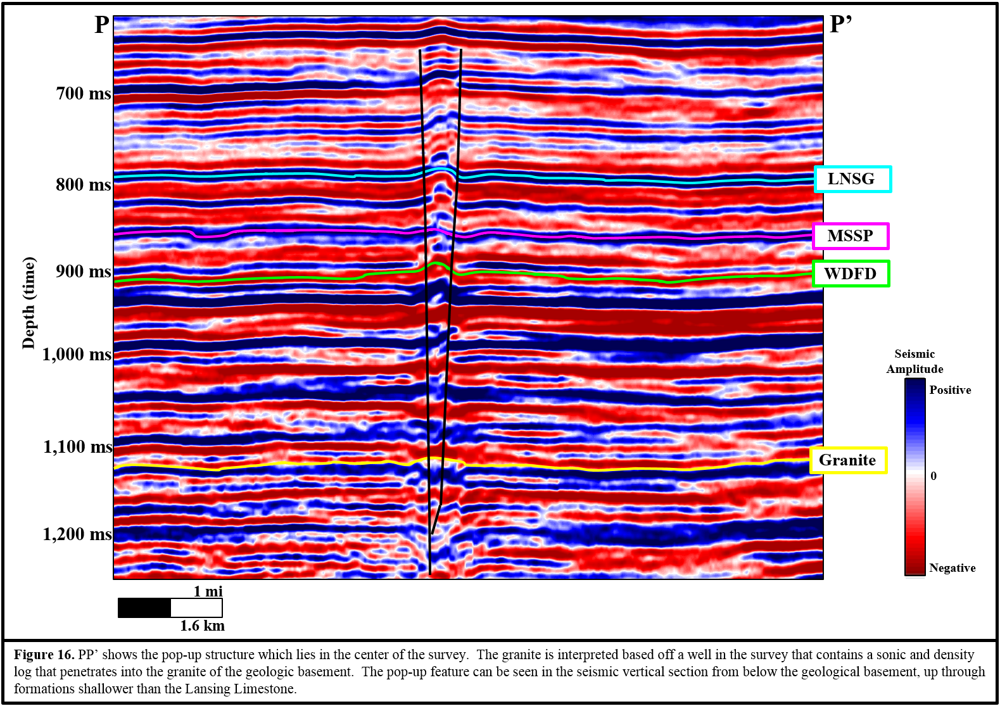 P
P’
700 ms
800 ms
LNSG
MSSP
900 ms
WDFD
Depth (time)
1,000 ms
Seismic
Amplitude
Positive
1,100 ms
Granite
0
1,200 ms
Negative
1 mi
1.6 km
Figure 16. PP’ shows the pop-up structure which lies in the center of the survey.  The granite is interpreted based off a well in the survey that contains a sonic and density
log that penetrates into the granite of the geologic basement.  The pop-up feature can be seen in the seismic vertical section from below the geological basement, up through
formations shallower than the Lansing Limestone.